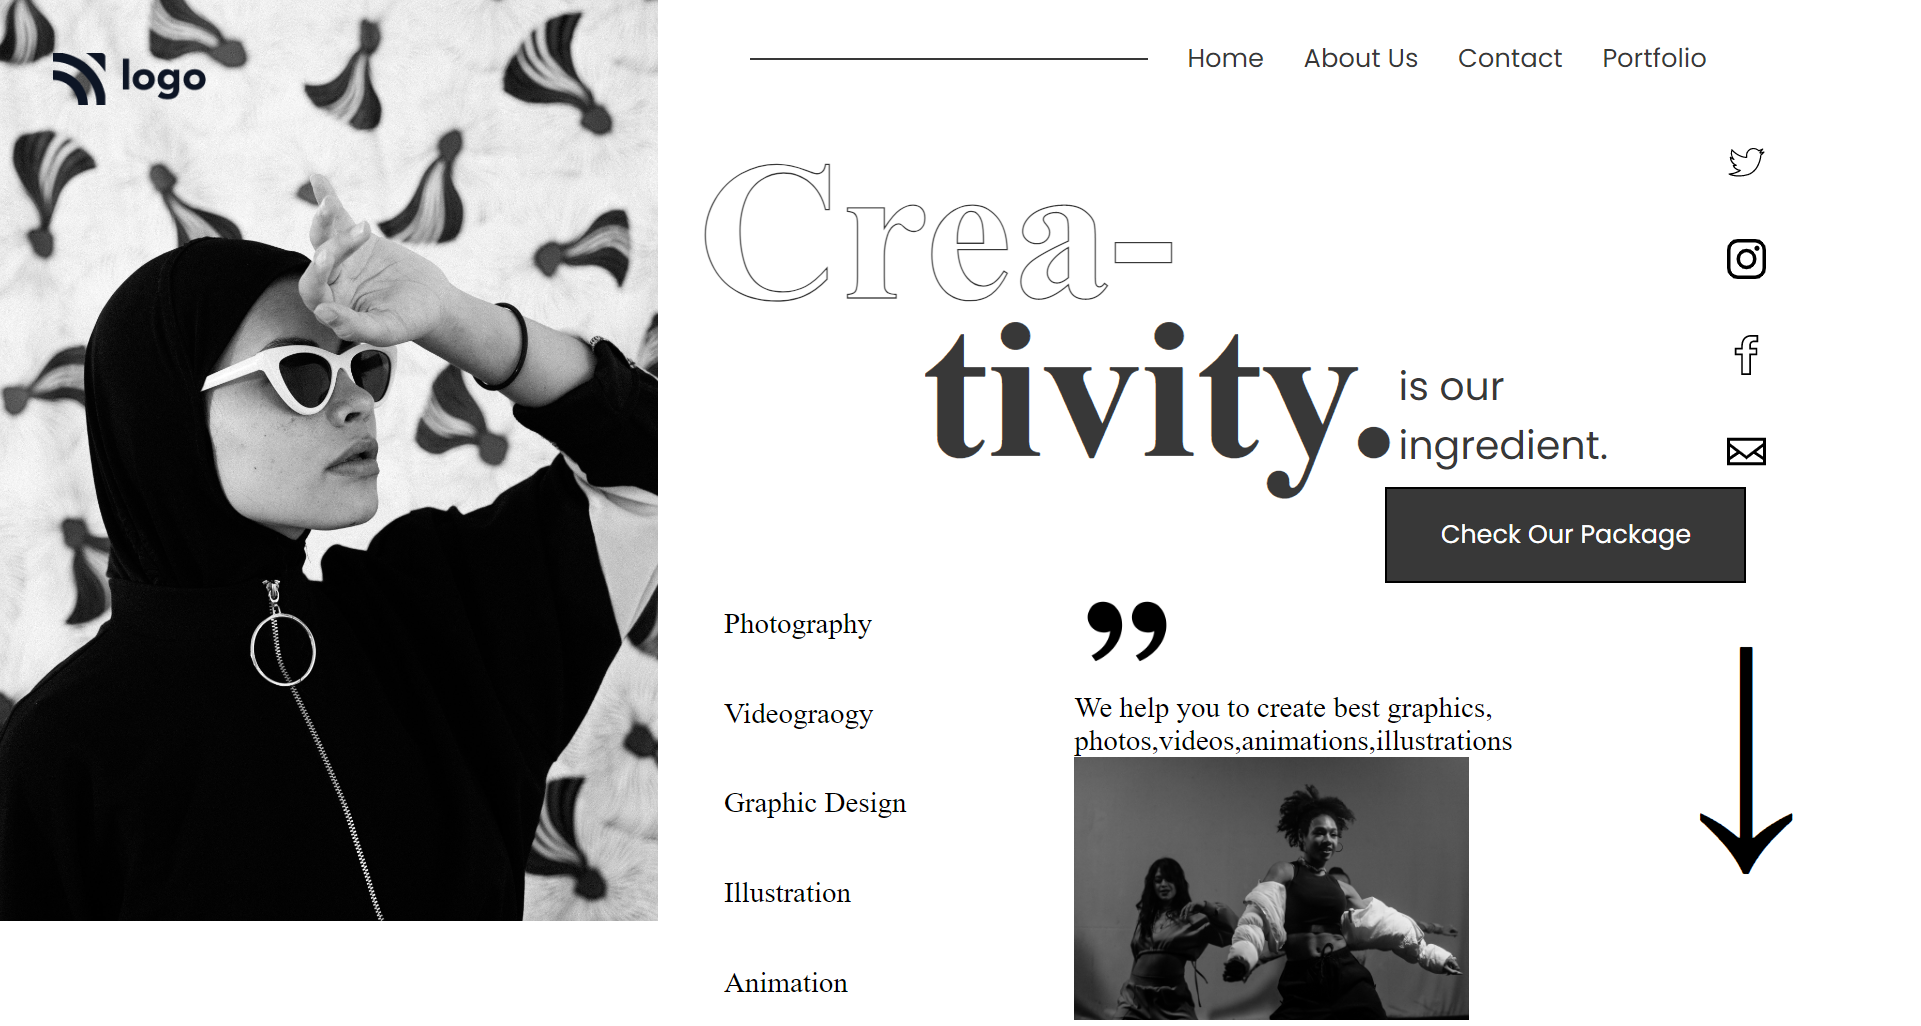 logo
Home About Us Contact Portfolio
Crea-
tivity.
is our
ingredient.
Check Our Package
Photography
Videograogy
Graphic Design
Illustration
Animation
”
We help you to create best graphics,
photos,videos,animations,illustrations